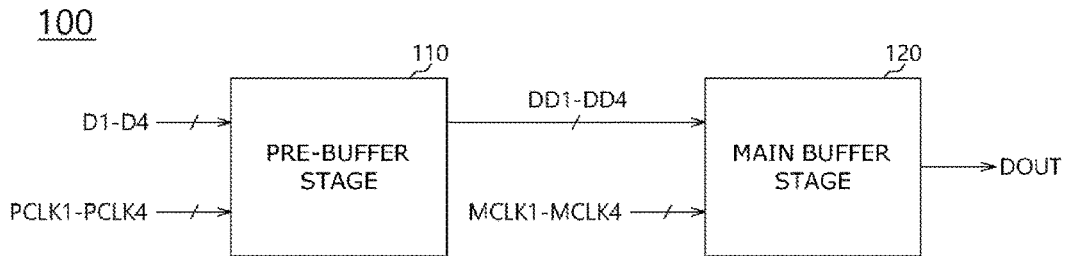 100
110
120
D1-D4
DD1-DD4
PRE-BUFFER
STAGE
MAIN BUFFER
STAGE
DOUT
PCLK1-PCLK4
MCLK1-MCLK4